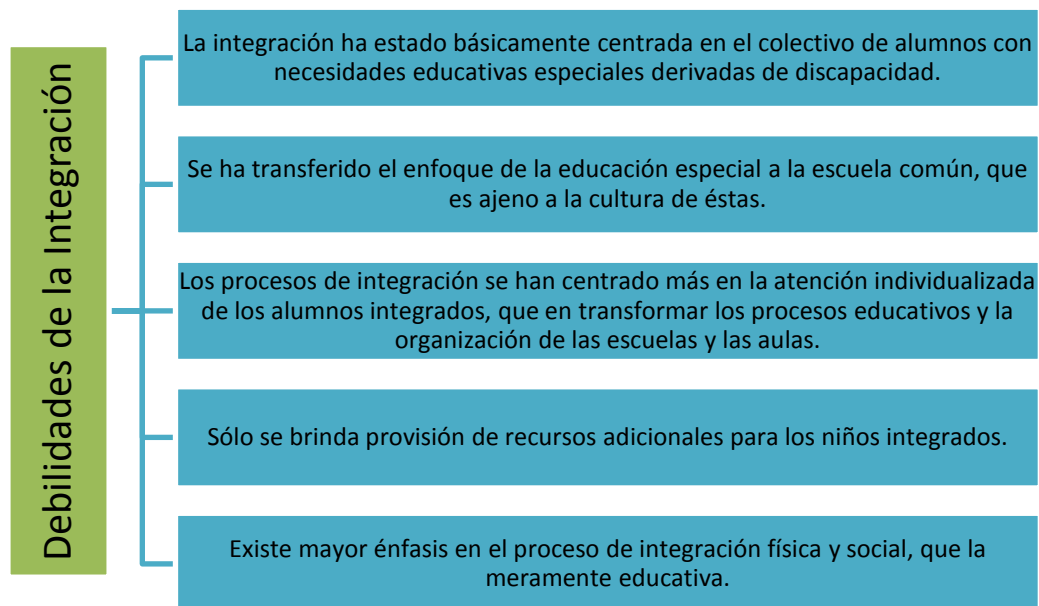 Debilidades de la Integración
La integración ha estado básicamente centrada en el colectivo de alumnos con
necesidades educativas especiales derivadas de discapacidad.
Se ha transferido el enfoque de la educación especial a la escuela común, que
es ajeno a la cultura de éstas.
Los procesos de integración se han centrado más en la atención individualizada
de los alumnos integrados, que en transformar los procesos educativos y la
organización de las escuelas y las aulas.
Sólo se brinda provisión de recursos adicionales para los niños integrados.
Existe mayor énfasis en el proceso de integración física y social, que la
meramente educativa.